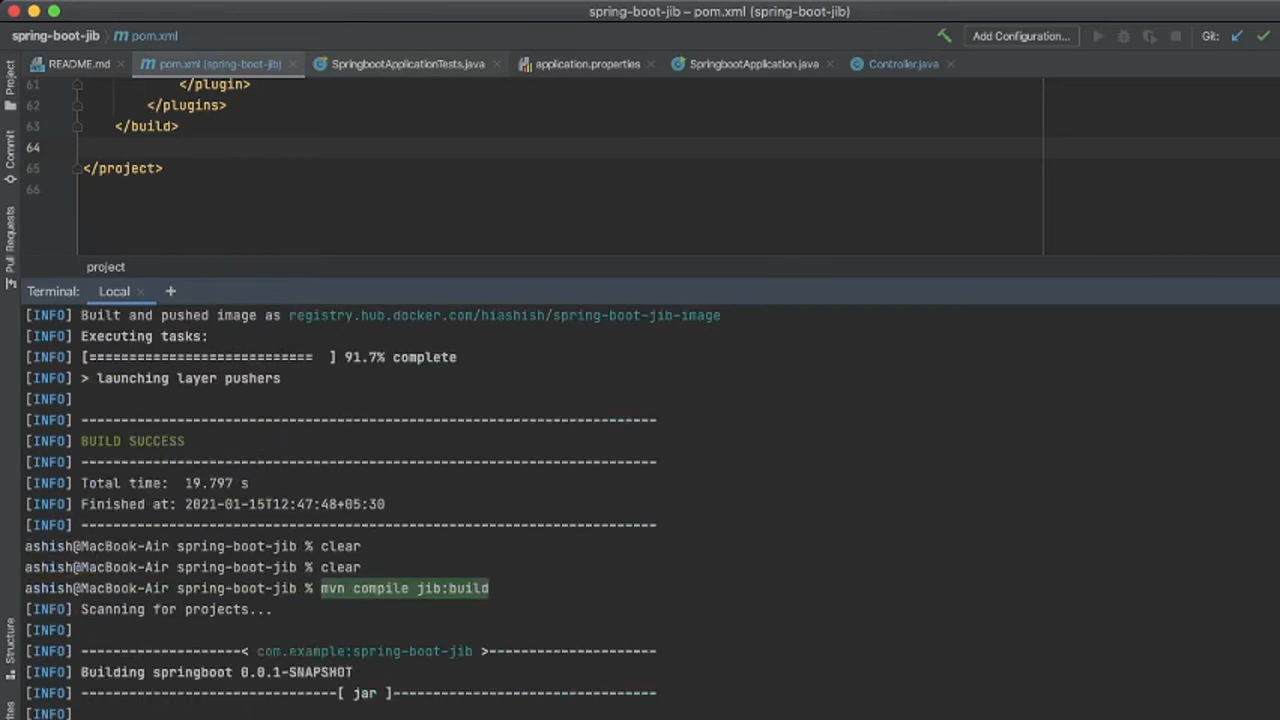 spring-boot-jib – pom.xml (spring-boot-jib)
spring-boot-jib 〉 m pom.xml
Add Configuration...
Git:
README.md
pom.xml (spring-boot-jib)
SpringbootApplicationTests.java
application.properties
SpringbootApplication.java
Controller.java
Project
Commit
Pull Requests
Structure
61 </plugin>
62 </plugins>
63 </build>
64
65 </project>
66
project
Terminal: Local × +
[INFO] Built and pushed image as registry.hub.docker.com/hiashish/spring-boot-jib-image
[INFO] Executing tasks:
[INFO] [============================  ] 91.7% complete
[INFO] > launching layer pushers
[INFO]
[INFO] ------------------------------------------------------------------------
[INFO] BUILD SUCCESS
[INFO] ------------------------------------------------------------------------
[INFO] Total time:  19.797 s
[INFO] Finished at: 2021-01-15T12:47:48+05:30
[INFO] ------------------------------------------------------------------------
ashish@MacBook-Air spring-boot-jib % clear
ashish@MacBook-Air spring-boot-jib % clear
ashish@MacBook-Air spring-boot-jib % mvn compile jib:build
[INFO] Scanning for projects...
[INFO]
[INFO] --------------------< com.example:spring-boot-jib >---------------------
[INFO] Building springboot 0.0.1-SNAPSHOT
[INFO] --------------------------------[ jar ]---------------------------------
[INFO]